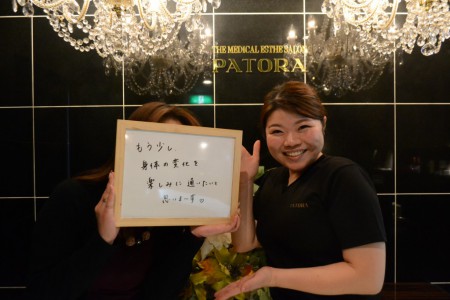 THE MEDICAL ESTHE SALON
PATORA
もう少し
身体の変化を
楽しみに通いたいと
思います。
PATORA